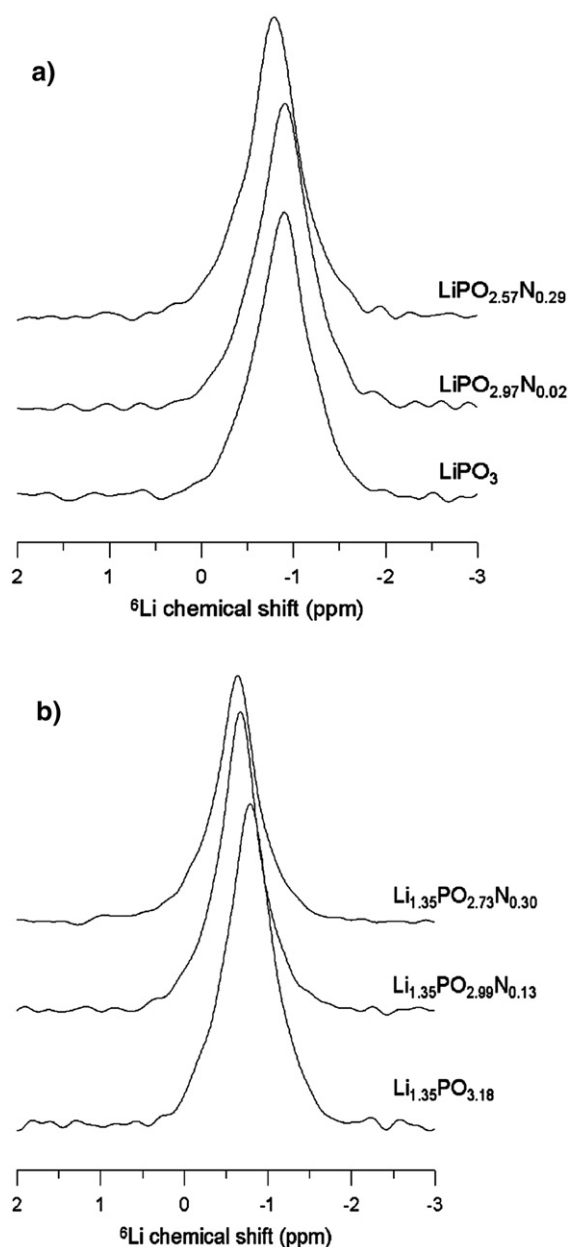 a)
LiPO₂.₅₇N₀.₂₉
LiPO₂.₉₇N₀.₀₂
LiPO₃
2 1 0 -1 -2 -3
⁶Li chemical shift (ppm)
b)
Li₁.₃₅PO₂.₇₃N₀.₃₀
Li₁.₃₅PO₂.₉₉N₀.₁₃
Li₁.₃₅PO₃.₁₈
2 1 0 -1 -2 -3
⁶Li chemical shift (ppm)